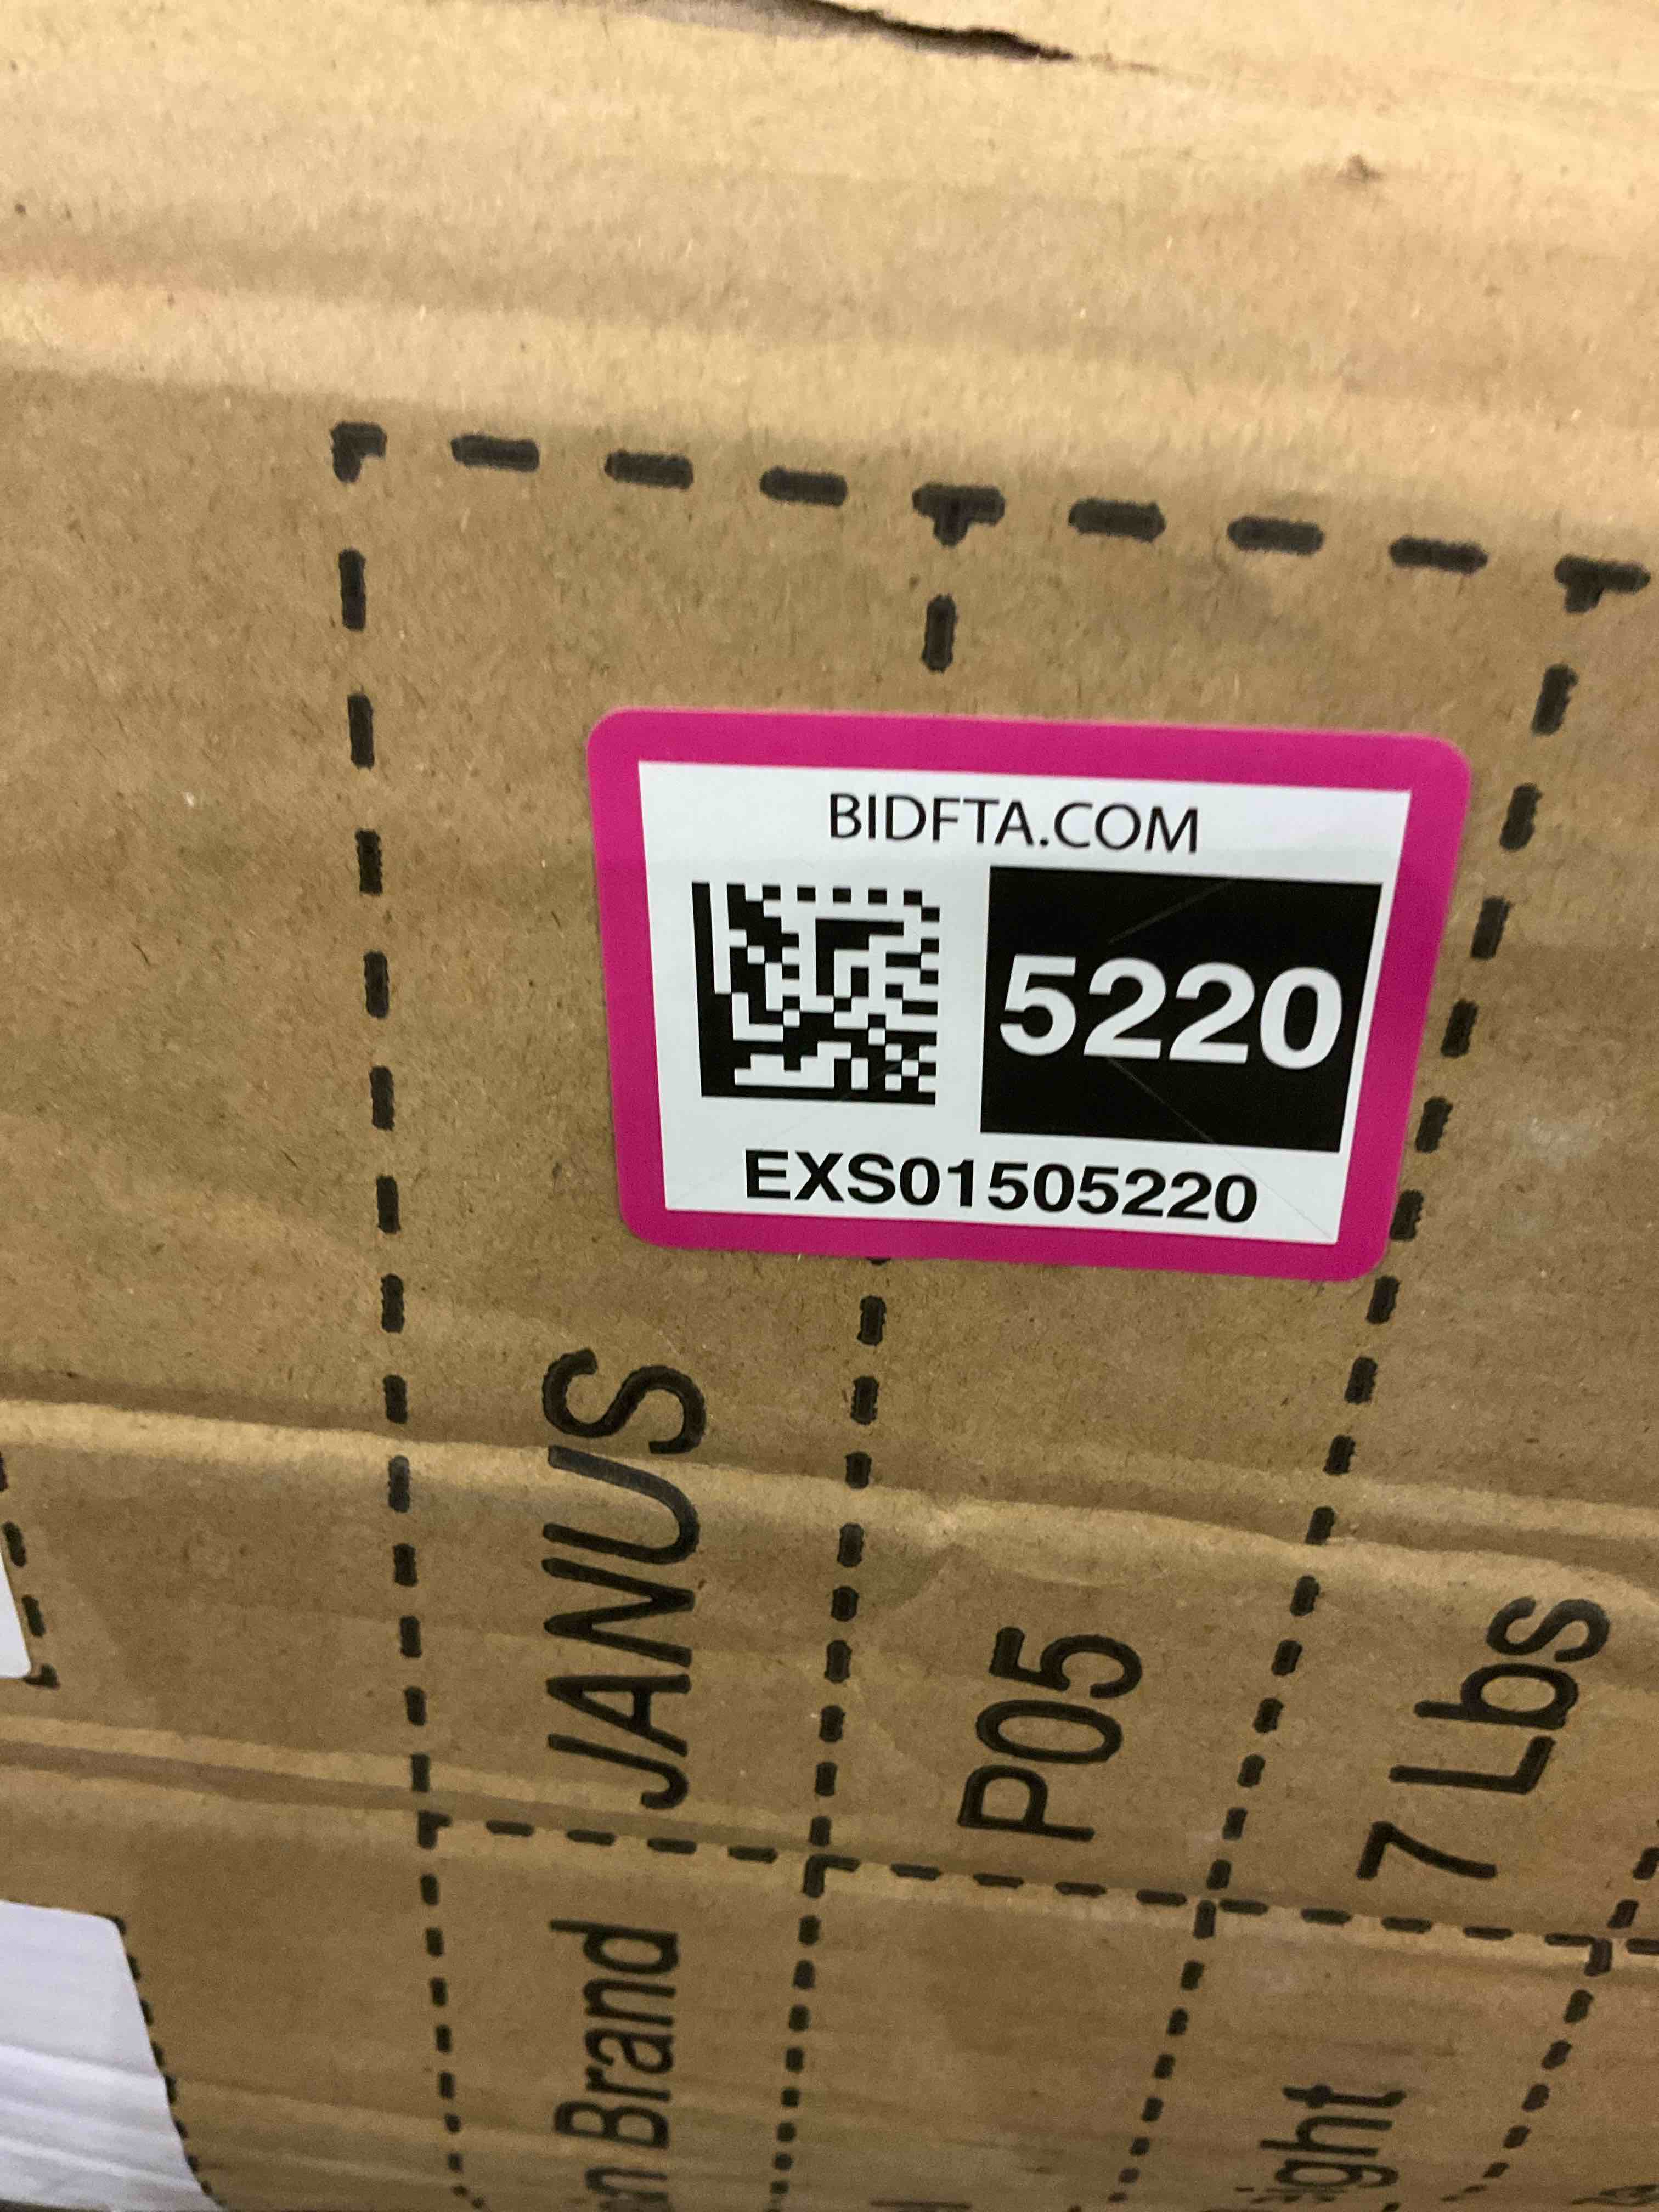 BIDFTA.COM
5220
EXS01505220
JANUS
P05
7 Lbs
Brand